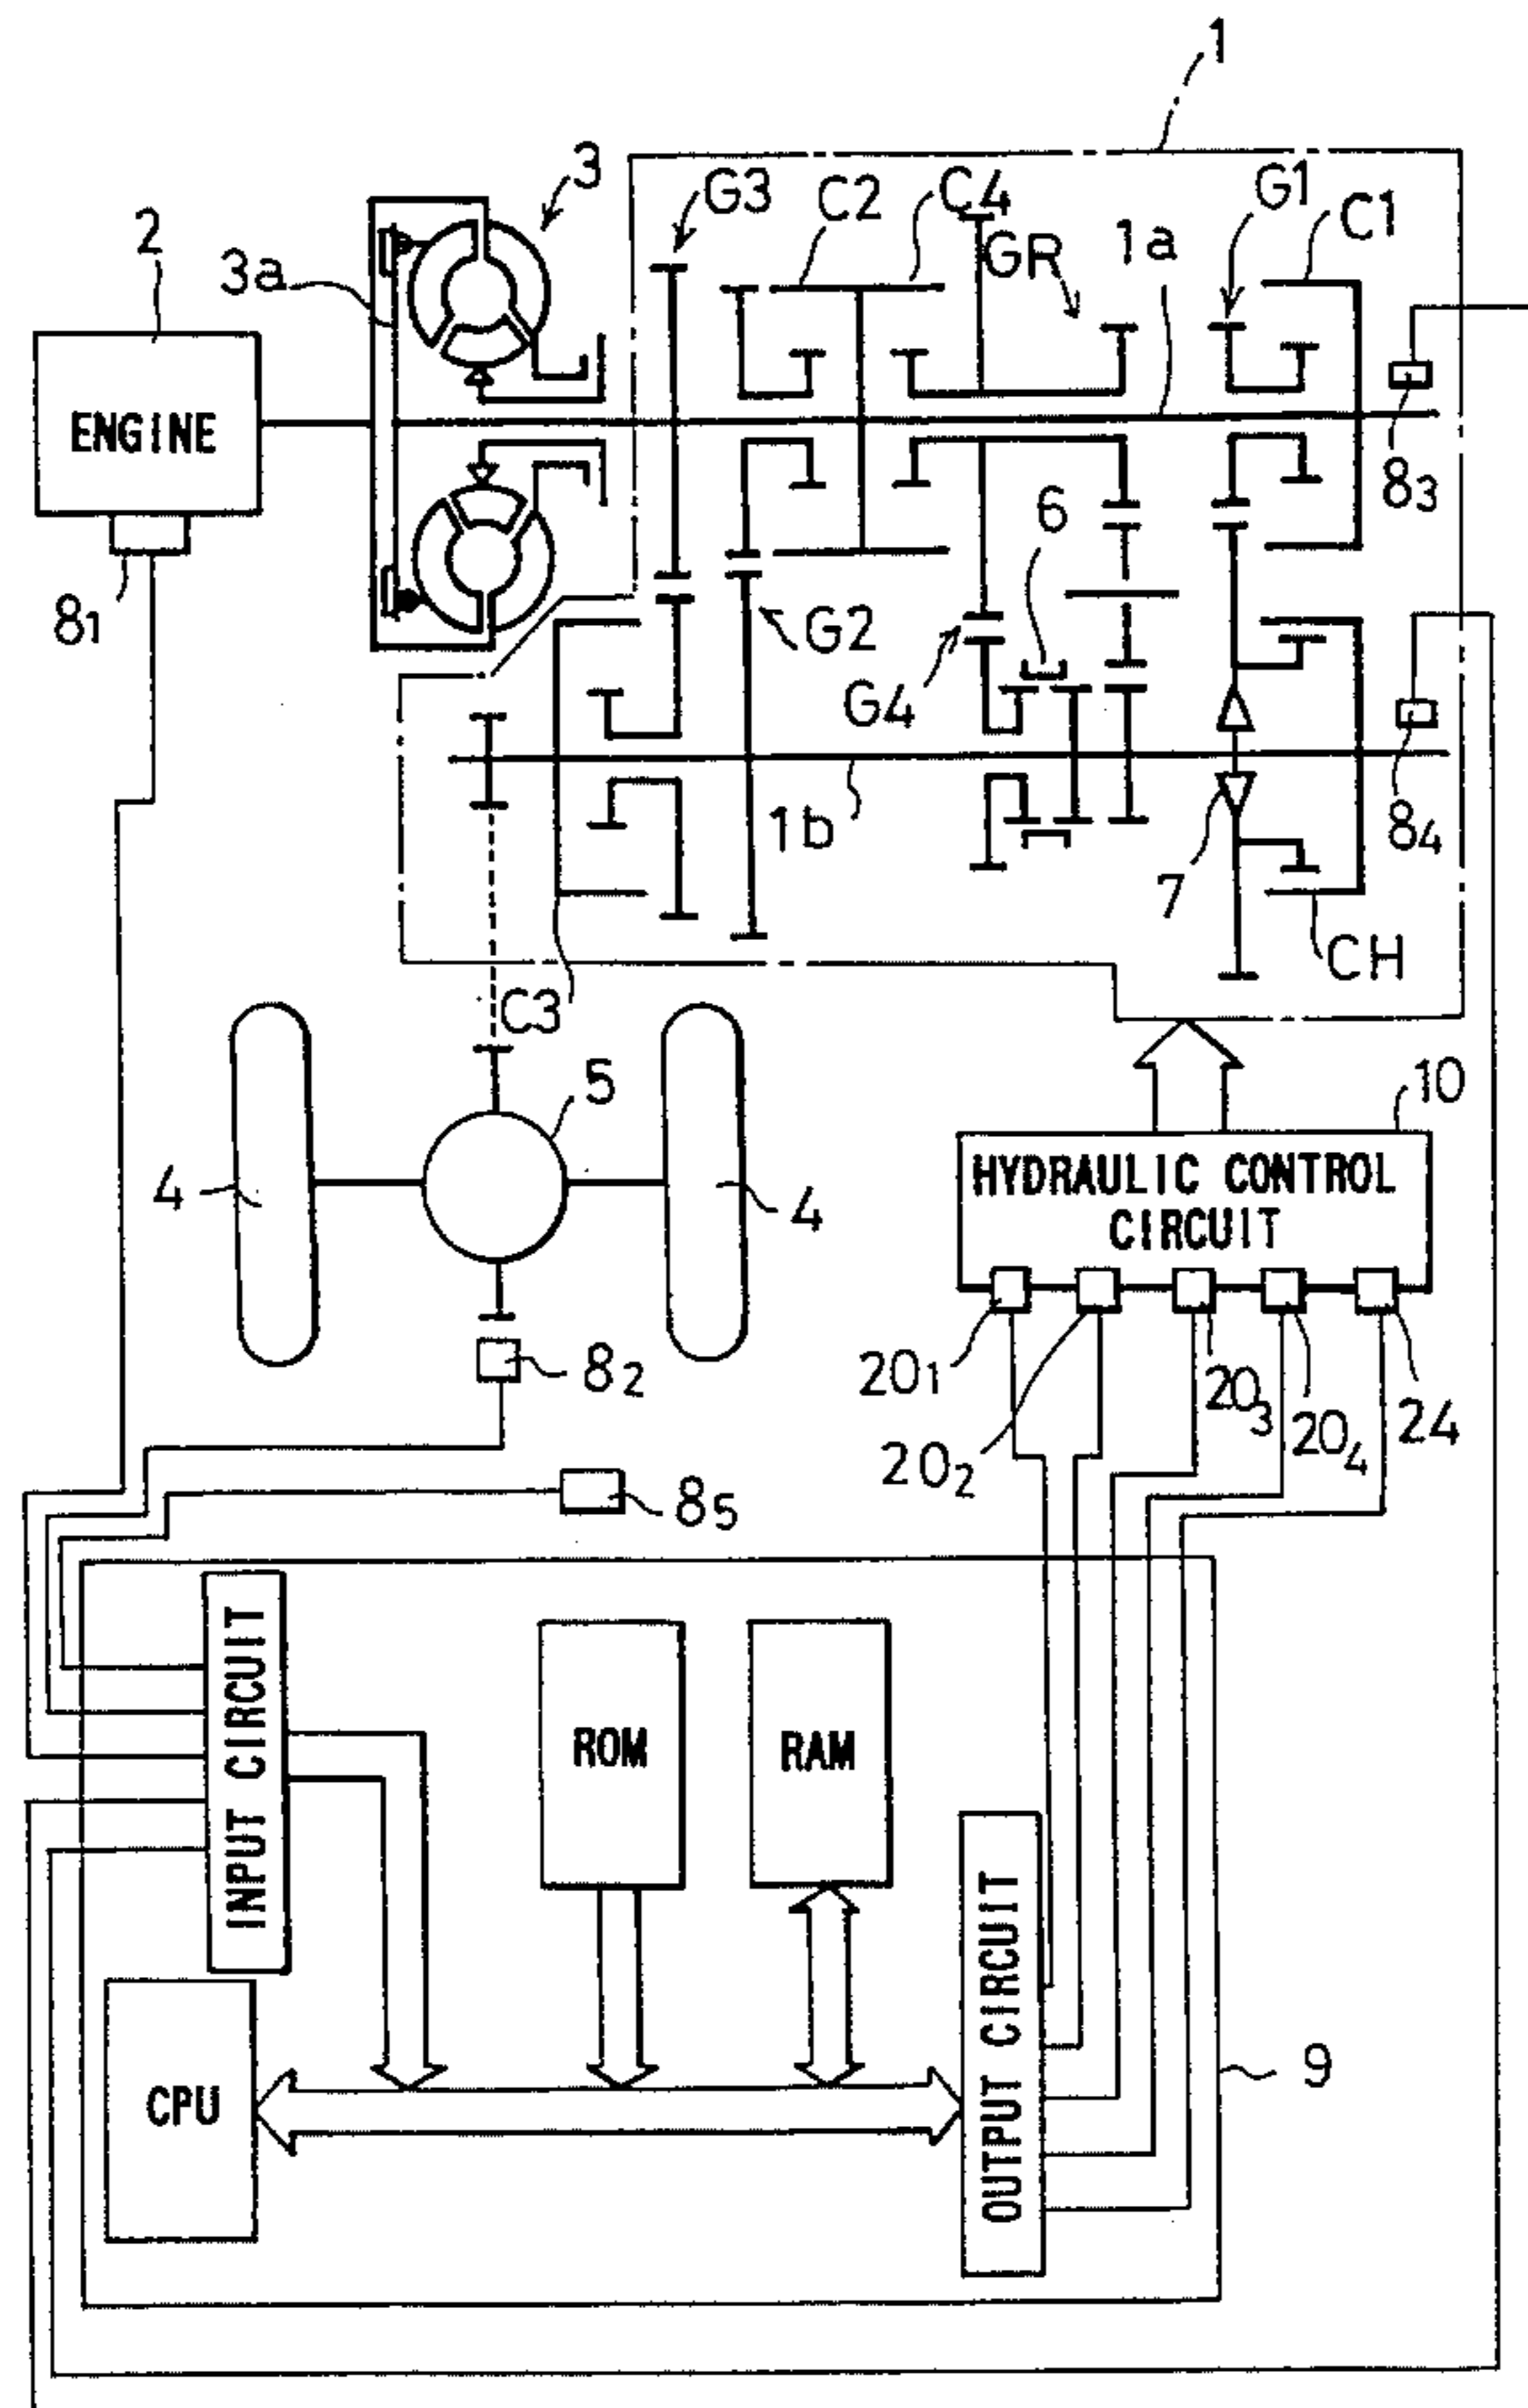 1
3
G3
C2
C4
G1
C1
2
3a
GR
1a
ENGINE
8₃
6
8₁
G2
G4
1b
8₄
7
CH
C3
5
10
HYDRAULIC CONTROL
CIRCUIT
4
4
8₂
20₁
20₃
24
20₂
20₄
8₅
INPUT CIRCUIT
ROM
RAM
OUTPUT CIRCUIT
CPU
9